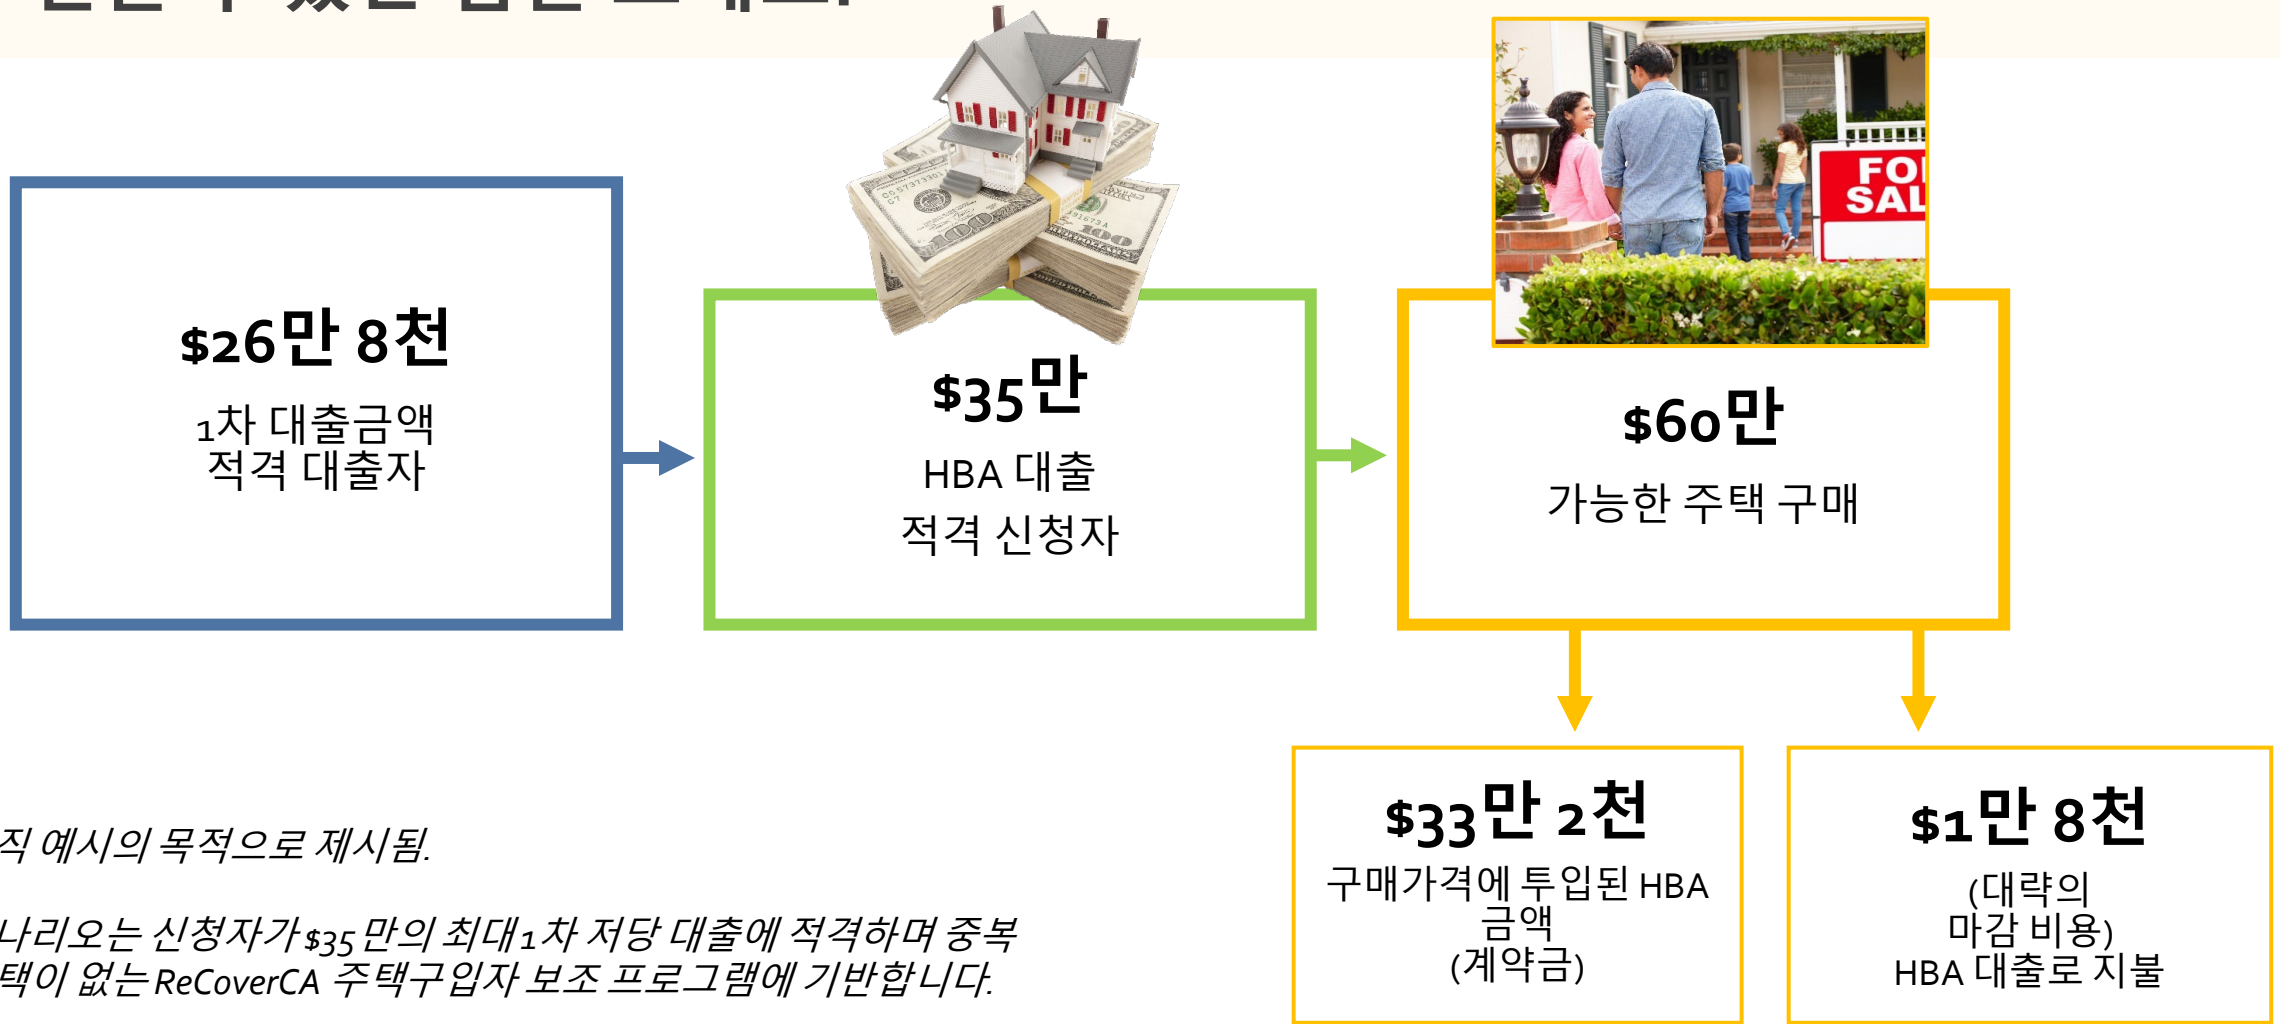 $26만 8천
1차 대출금액
적격 대출자
$35만
HBA 대출
적격 신청자
FO
SAL
$60만
가능한 주택 구매
$33만 2천
구매가격에 투입된 HBA
금액
(계약금)
$1만 8천
(대략의
마감 비용)
HBA 대출로 지불
직 예시의 목적으로 제시됨.
나리오는 신청자가 $35만의 최대 1차 저당 대출에 적격하며 중복
택이 없는 ReCoverCA 주택구입자 보조 프로그램에 기반합니다.